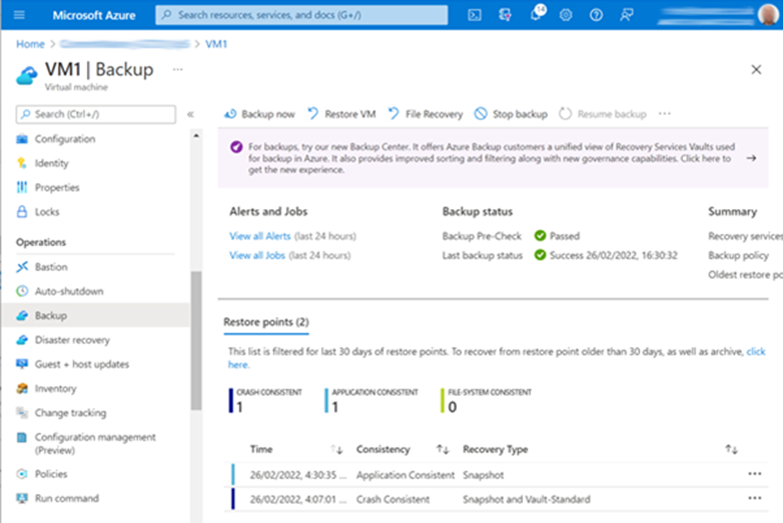 Microsoft Azure
Search resources, services, and docs (G+/)
14
Home > > VM1
VM1 | Backup ...
Virtual machine
Search (Ctrl+/)
«
Backup now Restore VM File Recovery Stop backup Resume backup ...
Configuration
Identity
Properties
Locks
Operations
Bastion
Auto-shutdown
Backup
Disaster recovery
Guest + host updates
Inventory
Change tracking
Configuration management
(Preview)
Policies
Run command
For backups, try our new Backup Center. It offers Azure Backup customers a unified view of Recovery Services Vaults used
for backup in Azure. It also provides improved sorting and filtering along with new governance capabilities. Click here to
get the new experience.
Alerts and Jobs
View all Alerts (last 24 hours)
View all Jobs (last 24 hours)
Backup status
Backup Pre-Check Passed
Last backup status Success 26/02/2022, 16:30:32
Summary
Recovery services
Backup policy
Oldest restore po
Restore points (2)
This list is filtered for last 30 days of restore points. To recover from restore point older than 30 days, as well as archive, click
here.
CRASH CONSISTENT
1
APPLICATION CONSISTENT
1
FILE-SYSTEM CONSISTENT
0
Time Consistency Recovery Type
26/02/2022, 4:30:35 ... Application Consistent Snapshot ...
26/02/2022, 4:07:01 ... Crash Consistent Snapshot and Vault-Standard ...